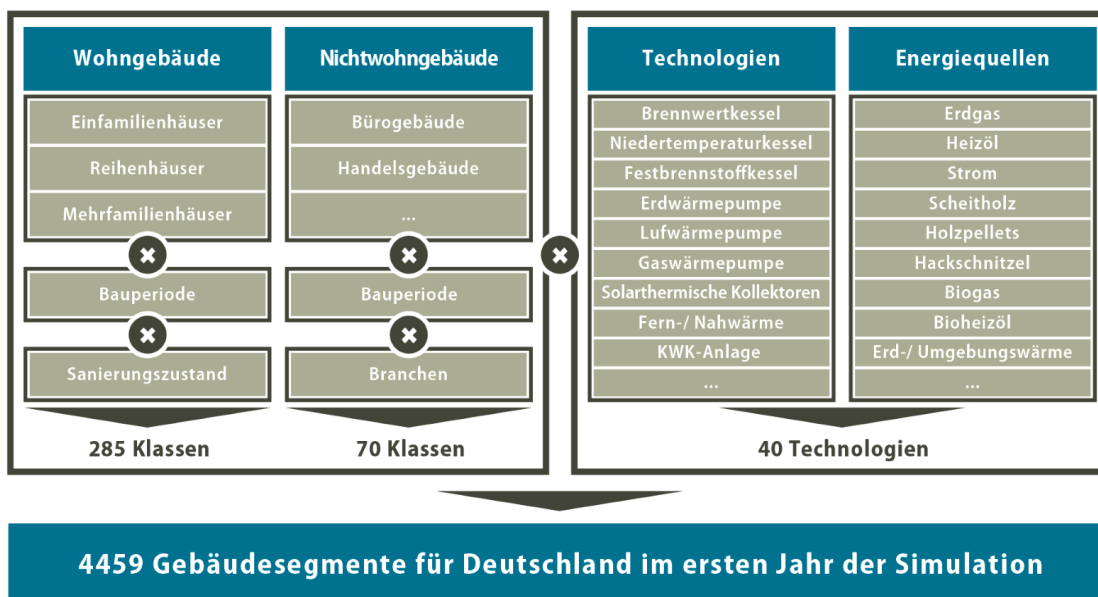 Wohngebäude
Einfamilienhäuser
Reihenhäuser
Mehrfamilienhäuser
Bauperiode
Sanierungszustand
285 Klassen
Nichtwohngebäude
Bürogebäude
Handelsgebäude
...
Bauperiode
Branchen
70 Klassen
Technologien
Brennwertkessel
Niedertemperaturkessel
Festbrennstoffkessel
Erdwärmepumpe
Lufwärmepumpe
Gaswärmepumpe
Solarthermische Kollektoren
Fern-/ Nahwärme
KWK-Anlage
...
Energiequellen
Erdgas
Heizöl
Strom
Scheitholz
Holzpellets
Hackschnitzel
Biogas
Bioheizöl
Erd-/ Umgebungswärme
...
40 Technologien
4459 Gebäudesegmente für Deutschland im ersten Jahr der Simulation